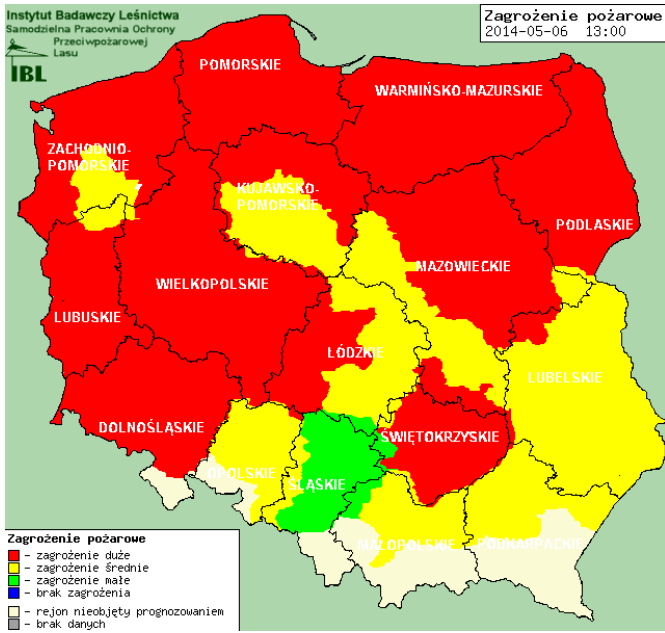 Instytut Badawczy Leśnictwa
Samodzielna Pracownia Ochrony
Przeciwpożarowej
Lasu
IBL
Zagrożenie pożarowe
2014-05-06 13:00
POMORSKIE
WARMIŃSKO-MAZURSKIE
ZACHODNIO-
POMORSKIE
KUJAWSKO-
POMORSKIE
PODLASKIE
MAZOWIECKIE
WIELKOPOLSKIE
LUBUSKIE
ŁÓDZKIE
LUBELSKIE
DOLNOŚLĄSKIE
ŚWIĘTOKRZYSKIE
OPOLSKIE
ŚLĄSKIE
MAŁOPOLSKIE
PODKARPACKIE
Zagrożenie pożarowe
- zagrożenie duże
- zagrożenie średnie
- zagrożenie małe
- brak zagrożenia
- rejon nieobjęty prognozowaniem
- brak danych